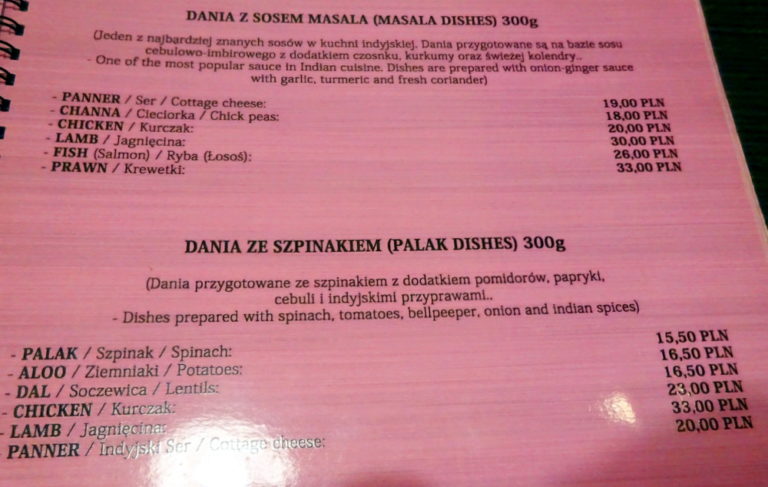 DANIA Z SOSEM MASALA (MASALA DISHES) 300g
(Jeden z najbardziej znanych sosów w kuchni indyjskiej. Dania przygotowane są na bazie sosu
cebulowo-imbirowego z dodatkiem czosnku, kurkumy oraz świeżej kolendry..
- One of the most popular sauce in Indian cuisine. Dishes are prepared with onion-ginger sauce
with garlic, turmeric and fresh coriander)
- PANNER / Ser / Cottage cheese: 19,00 PLN
- CHANNA / Cieciorka / Chick peas: 18,00 PLN
- CHICKEN / Kurczak: 20,00 PLN
- LAMB / Jagnięcina: 30,00 PLN
- FISH (Salmon) / Ryba (Łosoś): 26,00 PLN
- PRAWN / Krewetki: 33,00 PLN
DANIA ZE SZPINAKIEM (PALAK DISHES) 300g
(Dania przygotowane ze szpinakiem z dodatkiem pomidorów, papryki,
cebuli i indyjskimi przyprawami..
- Dishes prepared with spinach, tomatoes, bellpeeper, onion and indian spices)
- PALAK / Szpinak / Spinach: 15,50 PLN
- ALOO / Ziemniaki / Potatoes: 16,50 PLN
- DAL / Soczewica / Lentils: 16,50 PLN
- CHICKEN / Kurczak: 23,00 PLN
- LAMB / Jagnięcina: 33,00 PLN
PANNER / Indyjski Ser / Cottage cheese: 20,00 PLN